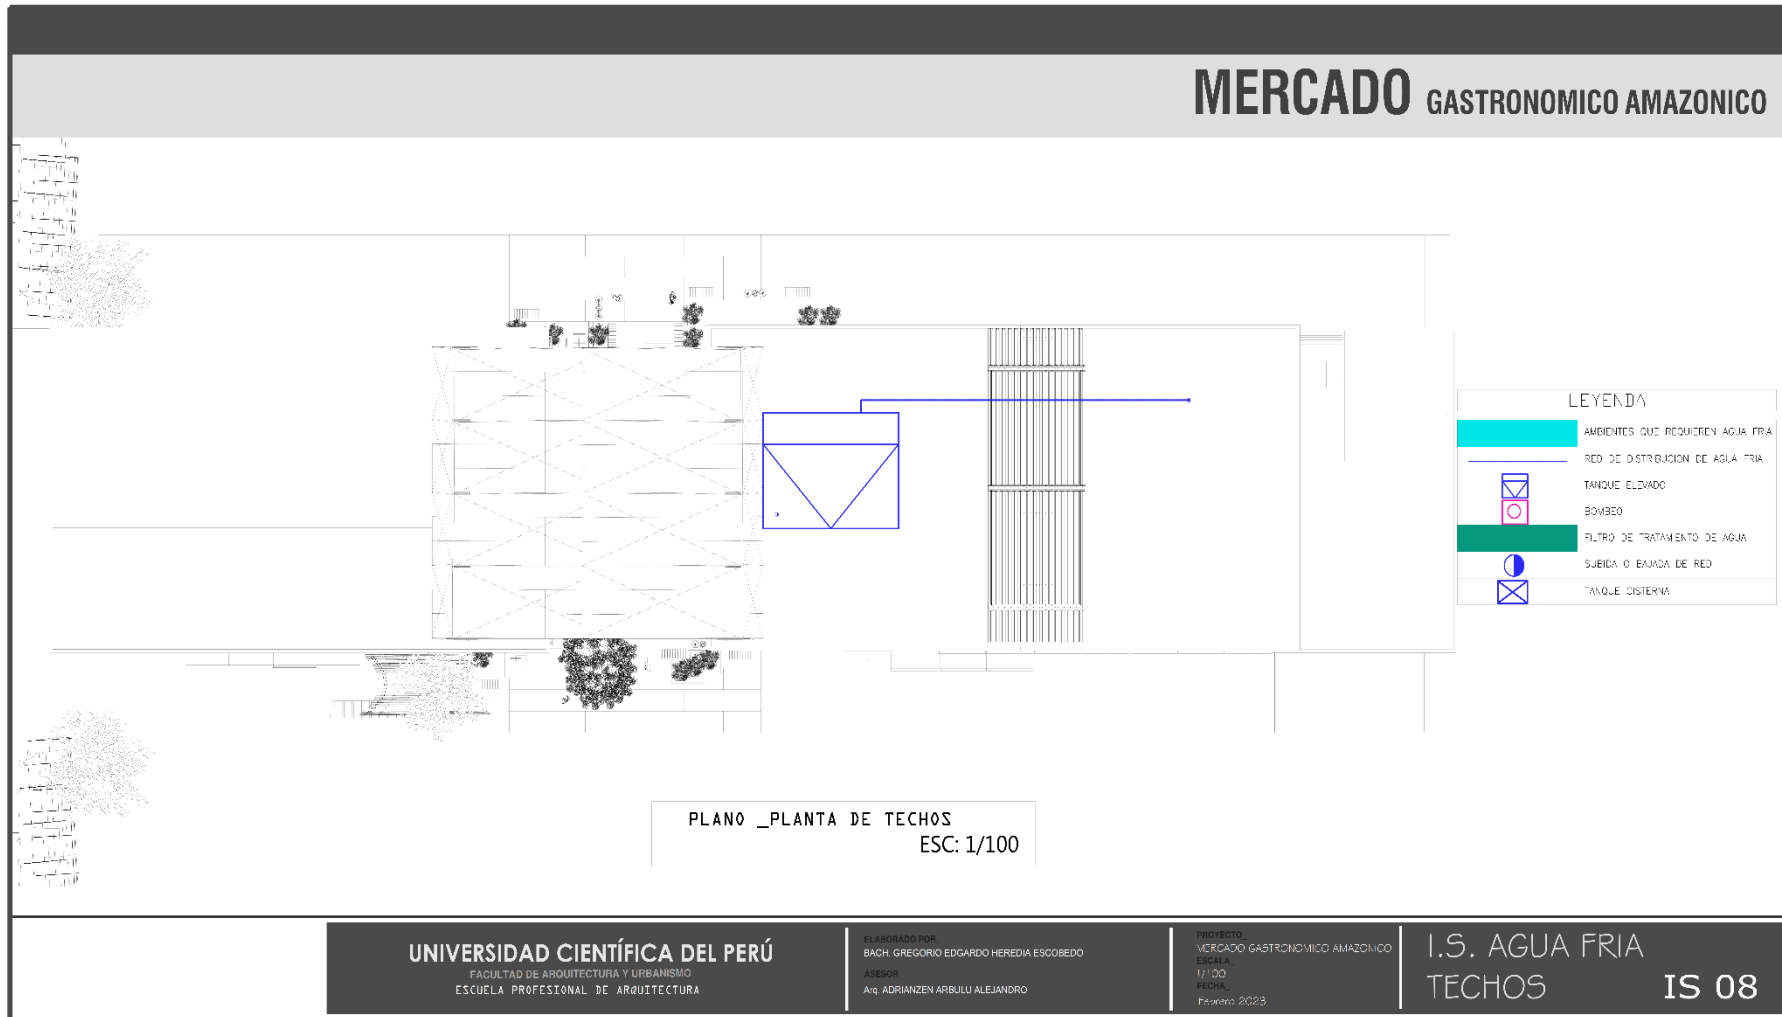 MERCADO GASTRONOMICO AMAZONICO
LEYENDA
AMBIENTES QUE REQUIEREN AGUA FRIA
RED DE DISTRIBUCION DE AGUA FRIA
TANQUE ELEVADO
BOMBEO
FILTRO DE TRATAMIENTO DE AGUA
SUBIDA O BAJADA DE RED
TANQUE CISTERNA
PLANO _PLANTA DE TECHOS
ESC: 1/100
UNIVERSIDAD CIENTÍFICA DEL PERÚ
FACULTAD DE ARQUITECTURA Y URBANISMO
ESCUELA PROFESIONAL DE ARQUITECTURA
ELABORADO POR
BACH. GREGORIO EDGARDO HEREDIA ESCOBEDO
ASESOR
Arq. ADRIANZEN ARBULU ALEJANDRO
PROYECTO_
MERCADO GASTRONOMICO AMAZONICO
ESCALA_
1/100
FECHA_
Febrero 2023
I.S. AGUA FRIA
TECHOS
IS 08